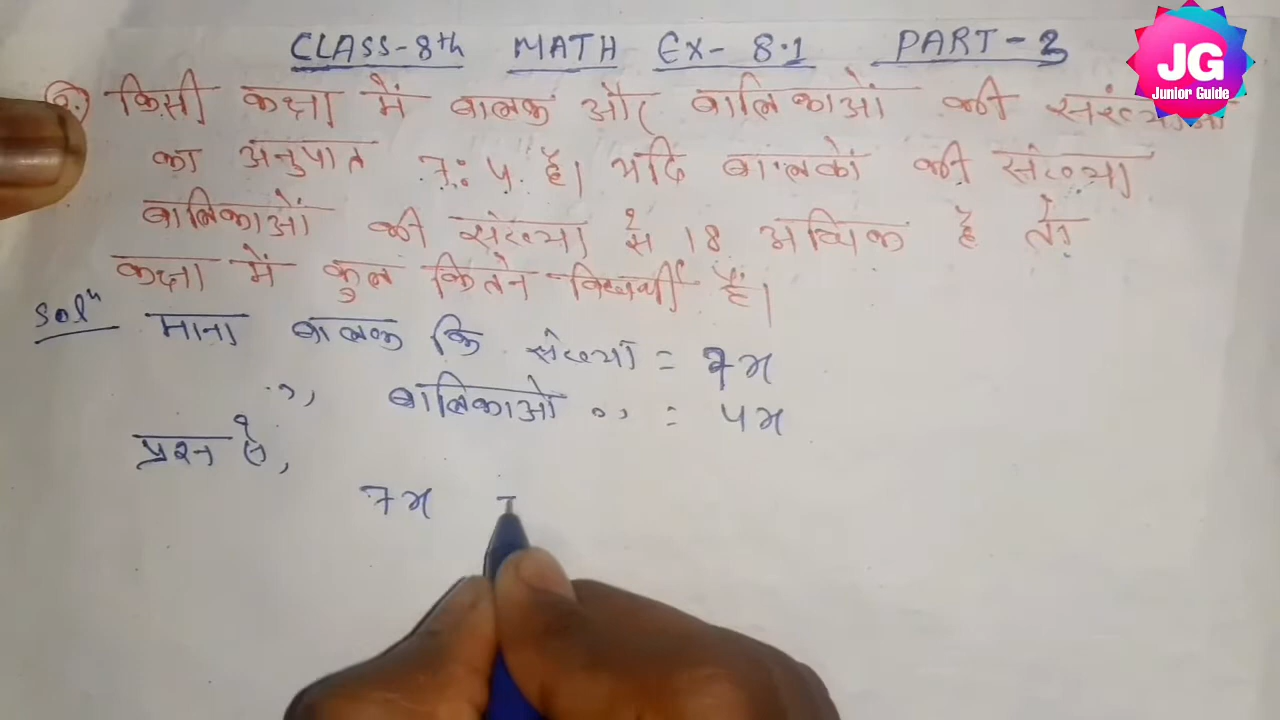 CLASS-8th MATH EX- 8.1 PART-3
JG
Junior Guide
किसी कक्षा में बालक और बालिकाओं की
का अनुपात 7:5 है। यदि बालकों की संख्या
बालिकाओं की संख्या से 18 अधिक है तो
कक्षा में कुल कितने विद्यार्थी हैं।
Solⁿ माना बालक कि संख्या = 7x
,, बालिकाओ ,, = 5x
प्रश्न से,
7x